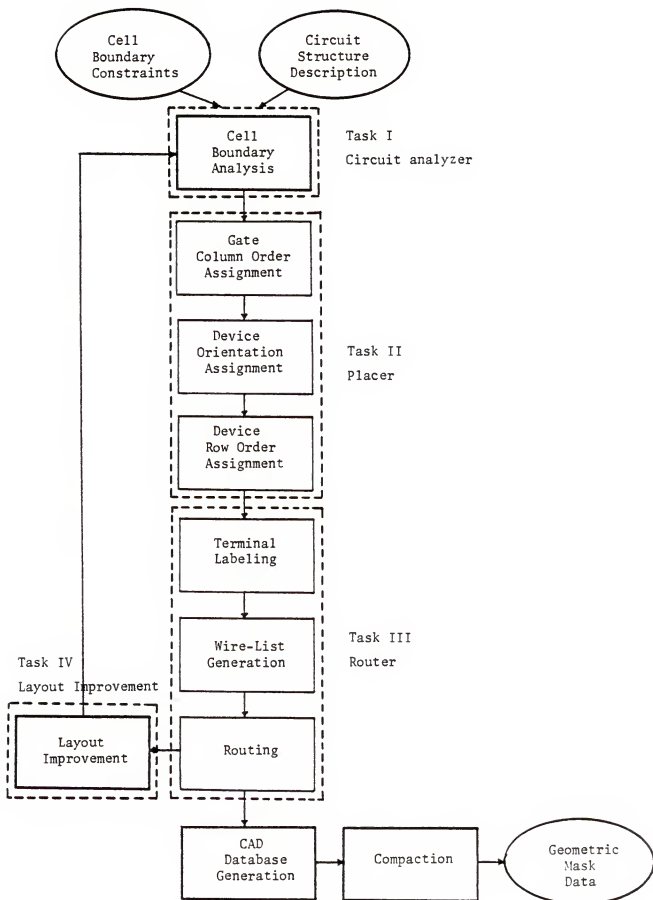 Cell
Boundary
Constraints
Circuit
Structure
Description
Cell
Boundary
Analysis
Task I
Circuit analyzer
Gate
Column Order
Assignment
Device
Orientation
Assignment
Task II
Placer
Device
Row Order
Assignment
Terminal
Labeling
Wire-List
Generation
Task III
Router
Task IV
Layout Improvement
Layout
Improvement
Routing
CAD
Database
Generation
Compaction
Geometric
Mask
Data